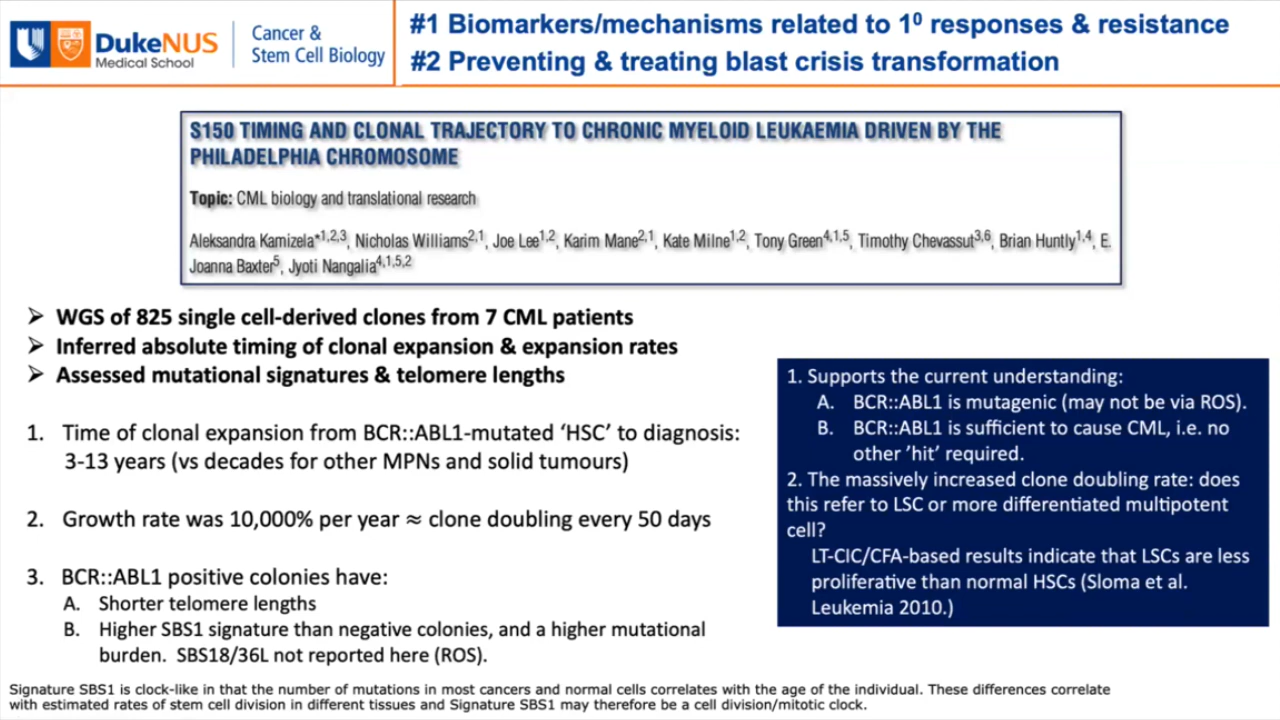 DukeNUS
Medical School
Cancer &
Stem Cell Biology
#1 Biomarkers/mechanisms related to 1⁰ responses & resistance
#2 Preventing & treating blast crisis transformation
S150 TIMING AND CLONAL TRAJECTORY TO CHRONIC MYELOID LEUKAEMIA DRIVEN BY THE
PHILADELPHIA CHROMOSOME
Topic: CML biology and translational research
Aleksandra Kamizela*1,2,3, Nicholas Williams2,1, Joe Lee1,2, Karim Mane2,1, Kate Milne1,2, Tony Green4,1,5, Timothy Chevassut3,6, Brian Huntly1,4, E.
Joanna Baxter5, Jyoti Nangalia4,1,5,2
➢ WGS of 825 single cell-derived clones from 7 CML patients
➢ Inferred absolute timing of clonal expansion & expansion rates
➢ Assessed mutational signatures & telomere lengths
1. Time of clonal expansion from BCR::ABL1-mutated ‘HSC’ to diagnosis:
3-13 years (vs decades for other MPNs and solid tumours)
2. Growth rate was 10,000% per year ≈ clone doubling every 50 days
3. BCR::ABL1 positive colonies have:
A. Shorter telomere lengths
B. Higher SBS1 signature than negative colonies, and a higher mutational
burden. SBS18/36L not reported here (ROS).
1. Supports the current understanding:
A. BCR::ABL1 is mutagenic (may not be via ROS).
B. BCR::ABL1 is sufficient to cause CML, i.e. no
other ’hit’ required.
2. The massively increased clone doubling rate: does
this refer to LSC or more differentiated multipotent
cell?
LT-CIC/CFA-based results indicate that LSCs are less
proliferative than normal HSCs (Sloma et al.
Leukemia 2010.)
Signature SBS1 is clock-like in that the number of mutations in most cancers and normal cells correlates with the age of the individual. These differences correlate
with estimated rates of stem cell division in different tissues and Signature SBS1 may therefore be a cell division/mitotic clock.